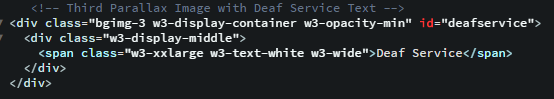 <!-- Third Parallax Image with Deaf Service Text -->
<div class="bgimg-3 w3-display-container w3-opacity-min" id="deafservice">
<div class="w3-display-middle">
<span class="w3-xxlarge w3-text-white w3-wide">Deaf Service</span>
</div>
</div>